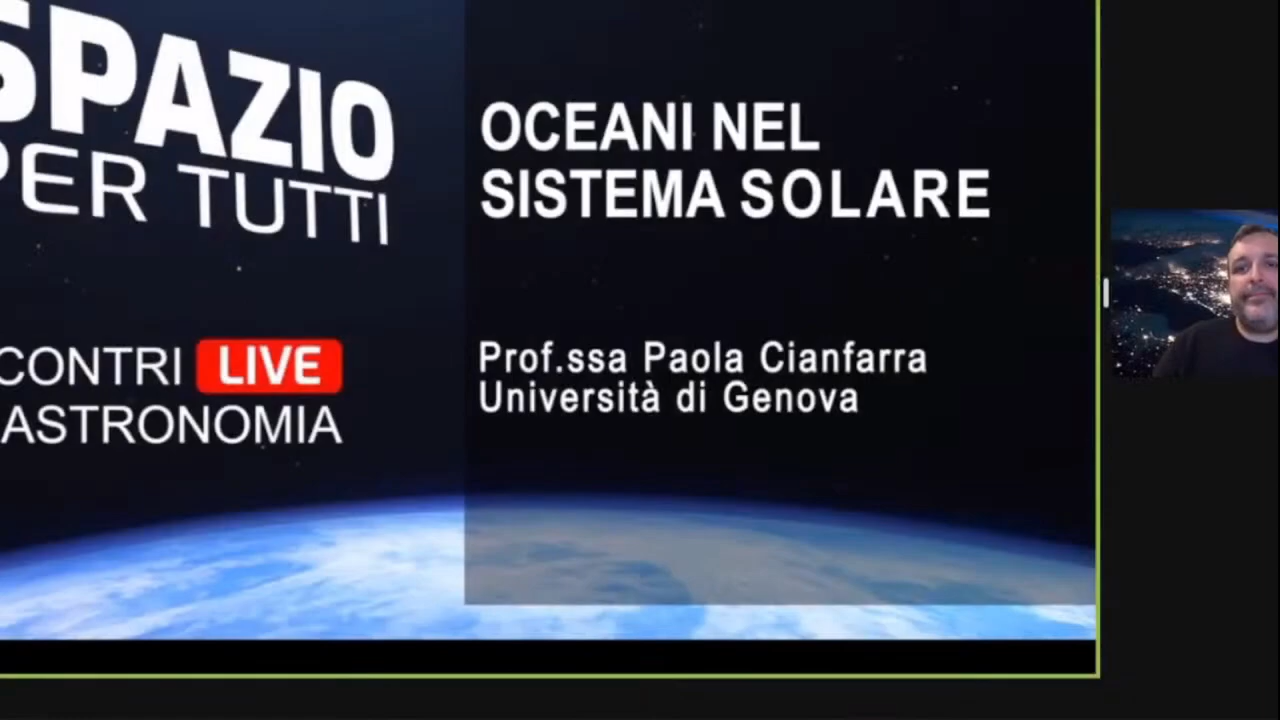 SPAZIO
PER TUTTI
CONTRI LIVE
ASTRONOMIA
OCEANI NEL
SISTEMA SOLARE
Prof.ssa Paola Cianfarra
Università di Genova